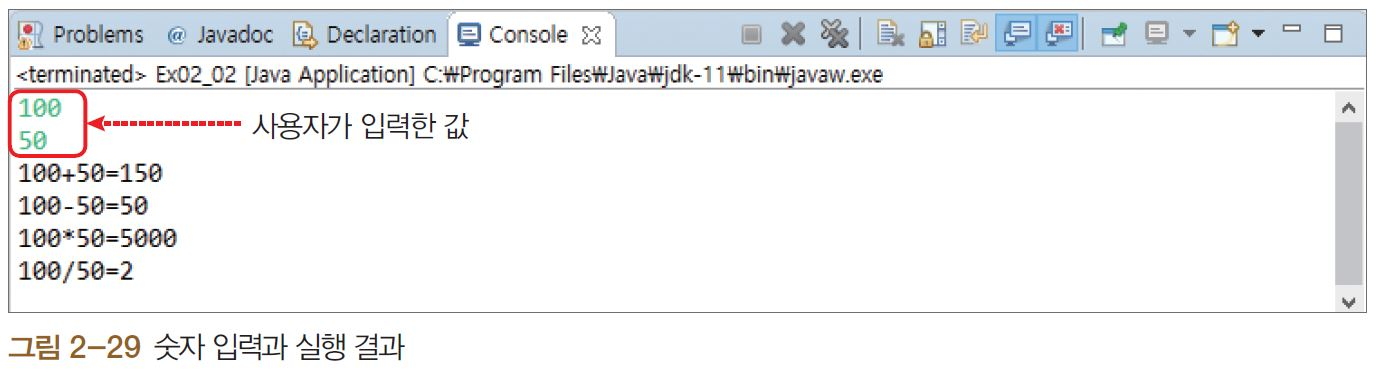 Problems @ Javadoc Declaration Console
<terminated> Ex02_02 [Java Application] C:₩Program Files₩Java₩jdk-11₩bin₩javaw.exe
100
50
사용자가 입력한 값
100+50=150
100-50=50
100*50=5000
100/50=2
그림 2-29 숫자 입력과 실행 결과